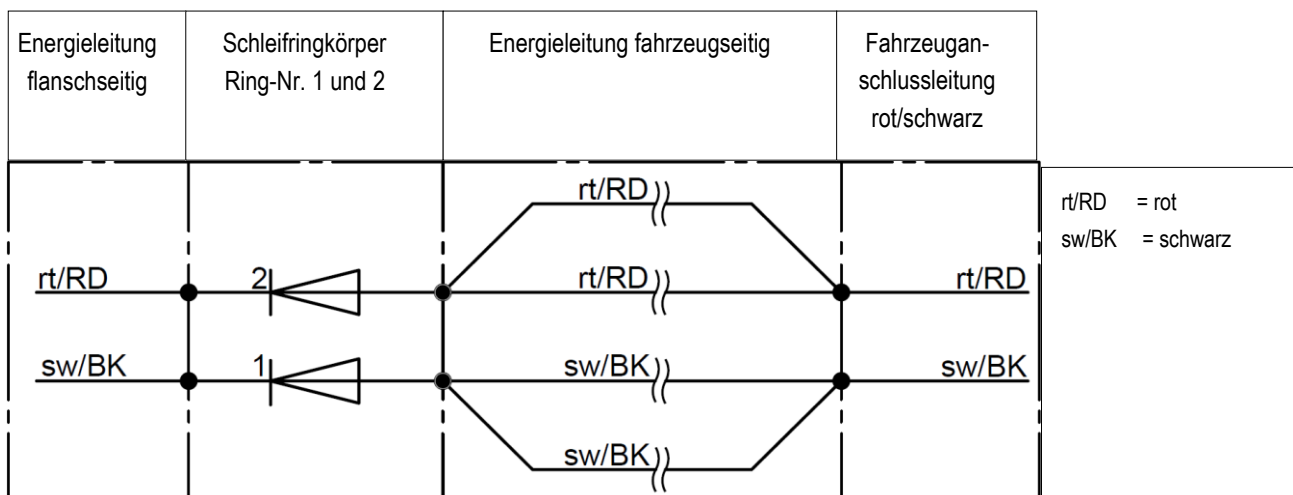 Energieleitung
flanschseitig
Schleifringkörper
Ring-Nr. 1 und 2
Energieleitung fahrzeugseitig
Fahrzeugan-
schlussleitung
rot/schwarz
rt/RD
rt/RD = rot
sw/BK = schwarz
rt/RD
2
rt/RD
rt/RD
sw/BK
1
sw/BK
sw/BK
sw/BK